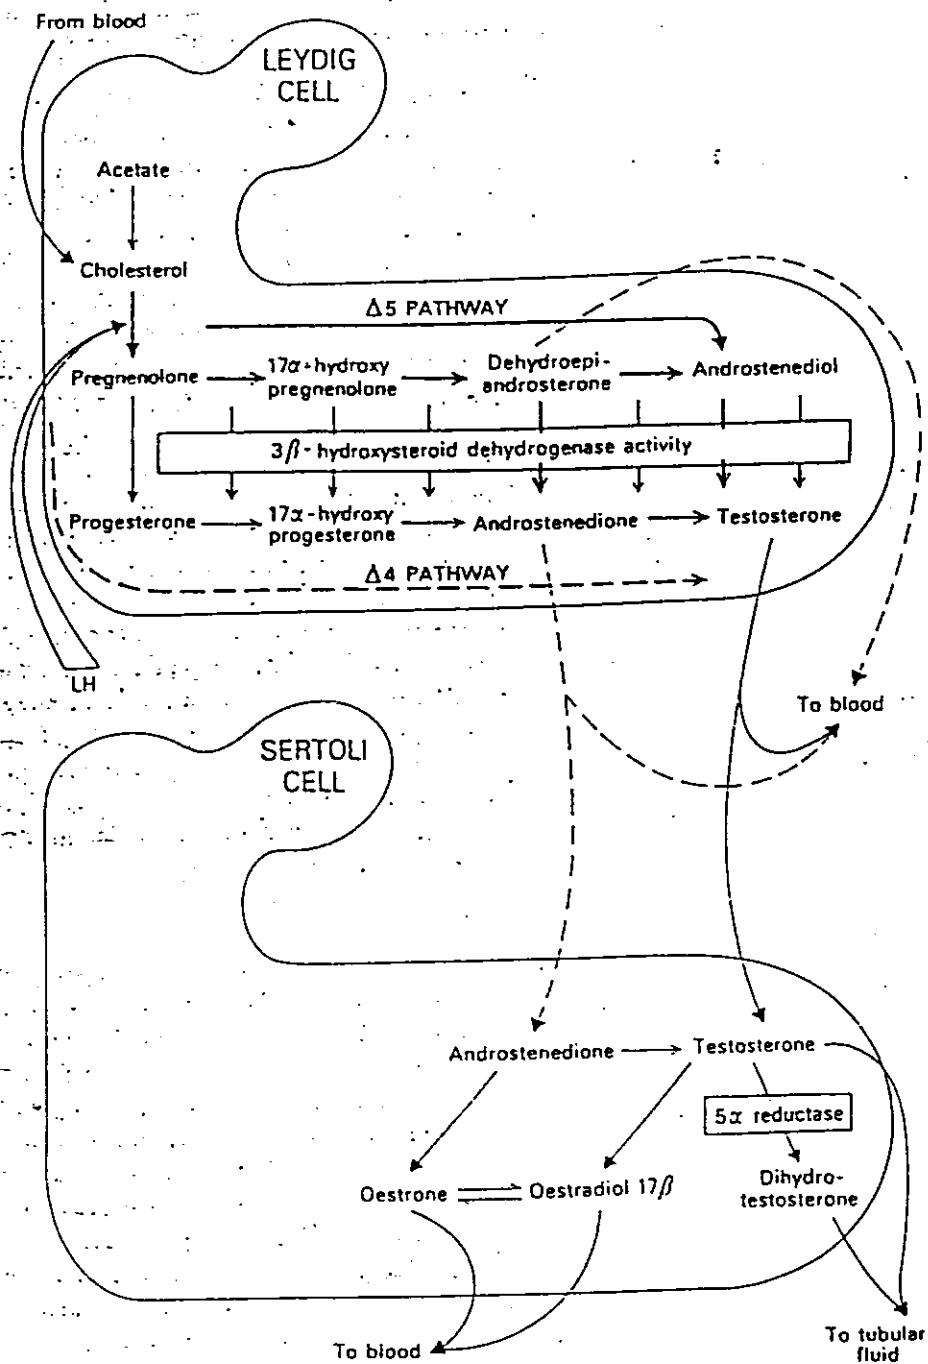 From blood
LEYDIG
CELL
Acetate
Cholesterol
Δ5 PATHWAY
Pregnenolone
17α-hydroxy
pregnenolone
Dehydroepi-
androsterone
Androstenediol
3β-hydroxysteroid dehydrogenase activity
Progesterone
17α-hydroxy
progesterone
Androstenedione
Testosterone
Δ4 PATHWAY
LH
To blood
SERTOLI
CELL
Androstenedione
Testosterone
5α reductase
Oestrone
Oestradiol 17β
Dihydro-
testosterone
To blood
To tubular
fluid